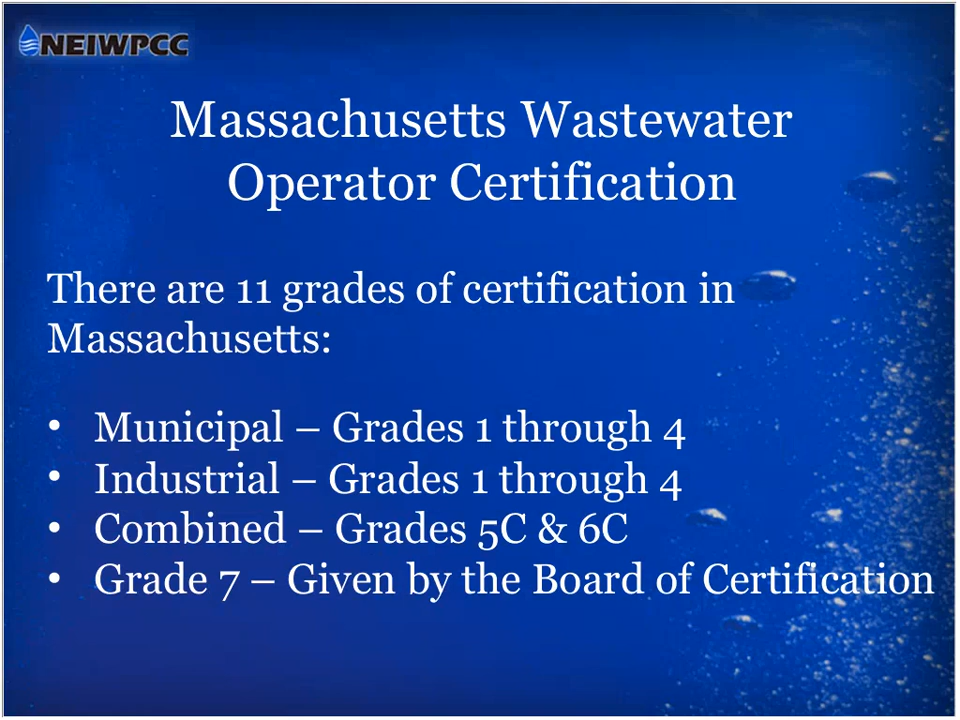 NEIWPCC
Massachusetts Wastewater
Operator Certification
There are 11 grades of certification in
Massachusetts:
• Municipal – Grades 1 through 4
• Industrial – Grades 1 through 4
• Combined – Grades 5C & 6C
• Grade 7 – Given by the Board of Certification